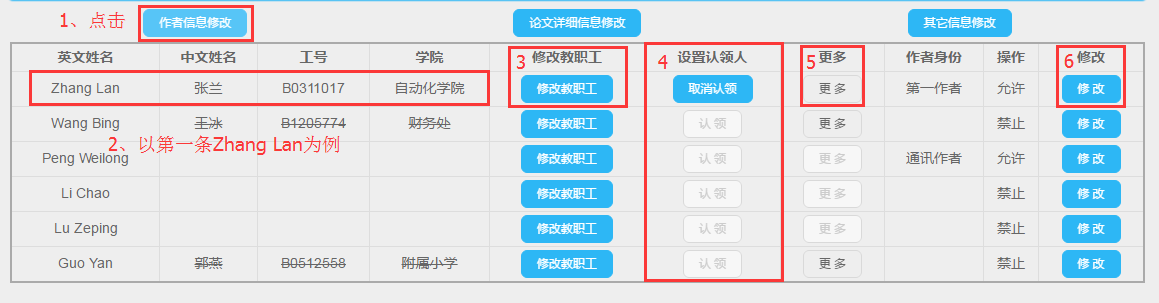 1、点击 作者信息修改 论文详细信息修改 其它信息修改
英文姓名 中文姓名 工号 学院 3 修改教职工 4 设置认领人 5 更多 作者身份 操作 6 修改
Zhang Lan 张兰 B0311017 自动化学院 修改教职工 取消认领 更多 第一作者 允许 修改
Wang Bing 王冰 B1205774 财务处 修改教职工 认领 更多 禁止 修改
2、以第一条Zhang Lan为例
Peng Weilong 修改教职工 认领 更多 通讯作者 允许 修改
Li Chao 修改教职工 认领 更多 禁止 修改
Lu Zeping 修改教职工 认领 更多 禁止 修改
Guo Yan 郭燕 B0512558 附属小学 修改教职工 认领 更多 禁止 修改